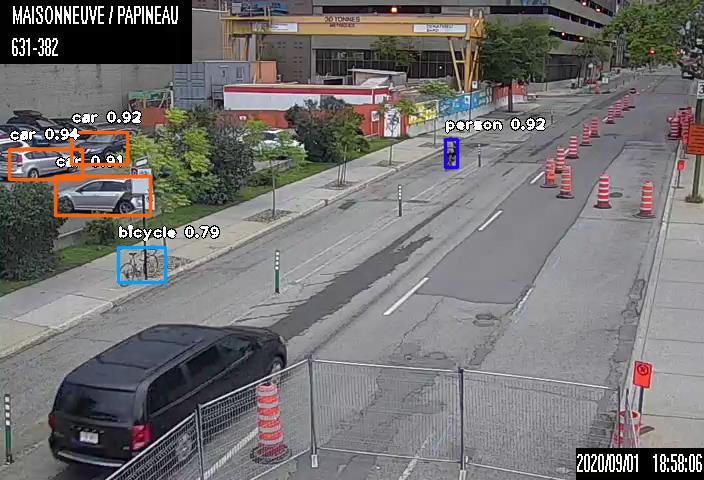 MAISONNEUVE / PAPINEAU
631-382
30 TONNES
car 0.92
car 0.94
car 0.91
person 0.92
bicycle 0.79
2020/09/01 18:58:06